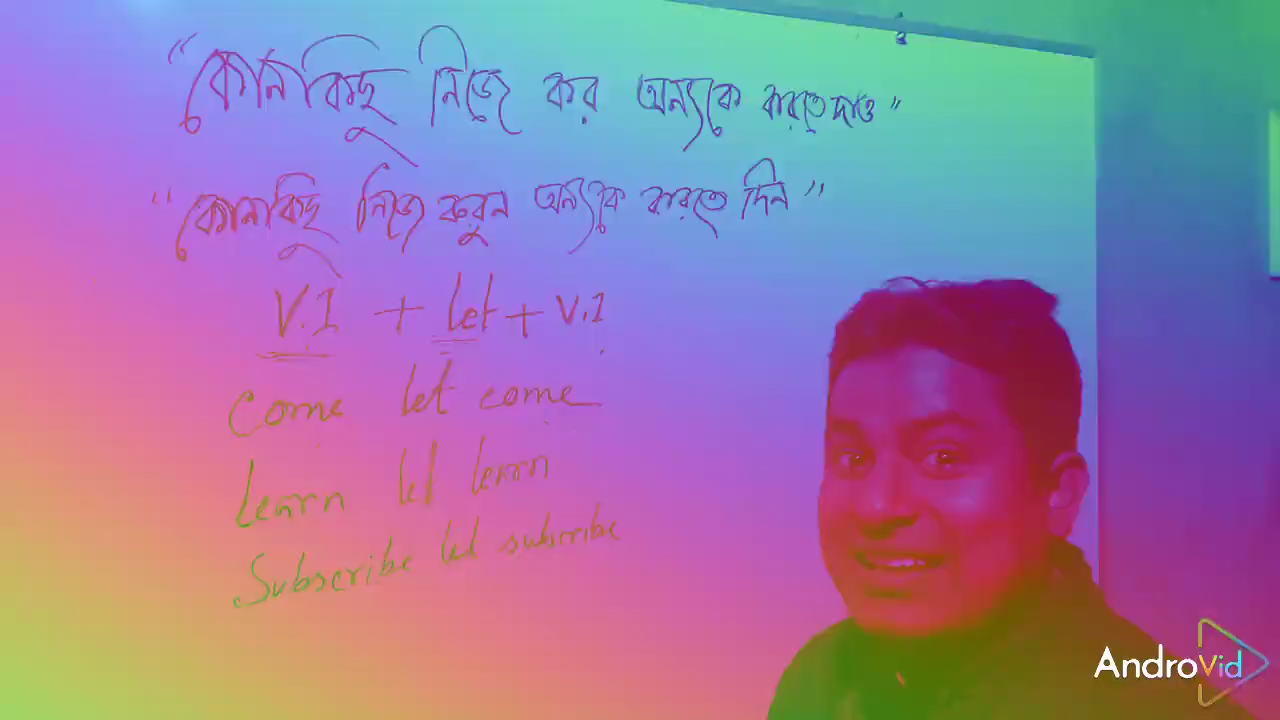 "কোনকিছু নিজে কর অন্যকে করতে দাও"
"কোনকিছু নিজে করুন অন্যকে করতে দিন"
V.1 + let + V.1
come let come
Learn let learn
Subscribe let subscribe
AndroVid